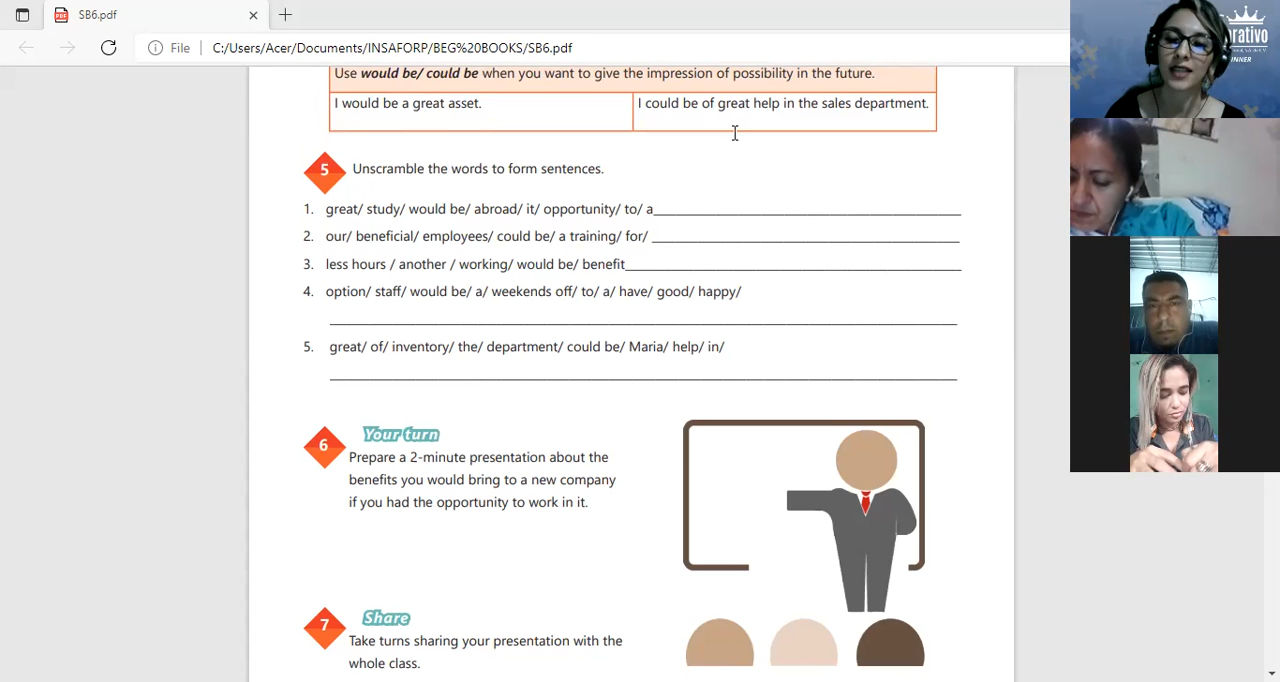 SB6.pdf
File
C:/Users/Acer/Documents/INSAFORP/BEG%20BOOKS/SB6.pdf
rativo
INNER
Use would be/ could be when you want to give the impression of possibility in the future.
I would be a great asset.
I could be of great help in the sales department.
5 Unscramble the words to form sentences.
1. great/ study/ would be/ abroad/ it/ opportunity/ to/ a
2. our/ beneficial/ employees/ could be/ a training/ for/
3. less hours / another / working/ would be/ benefit
4. option/ staff/ would be/ a/ weekends off/ to/ a/ have/ good/ happy/
5. great/ of/ inventory/ the/ department/ could be/ Maria/ help/ in/
6 Your turn
Prepare a 2-minute presentation about the
benefits you would bring to a new company
if you had the opportunity to work in it.
7 Share
Take turns sharing your presentation with the
whole class.